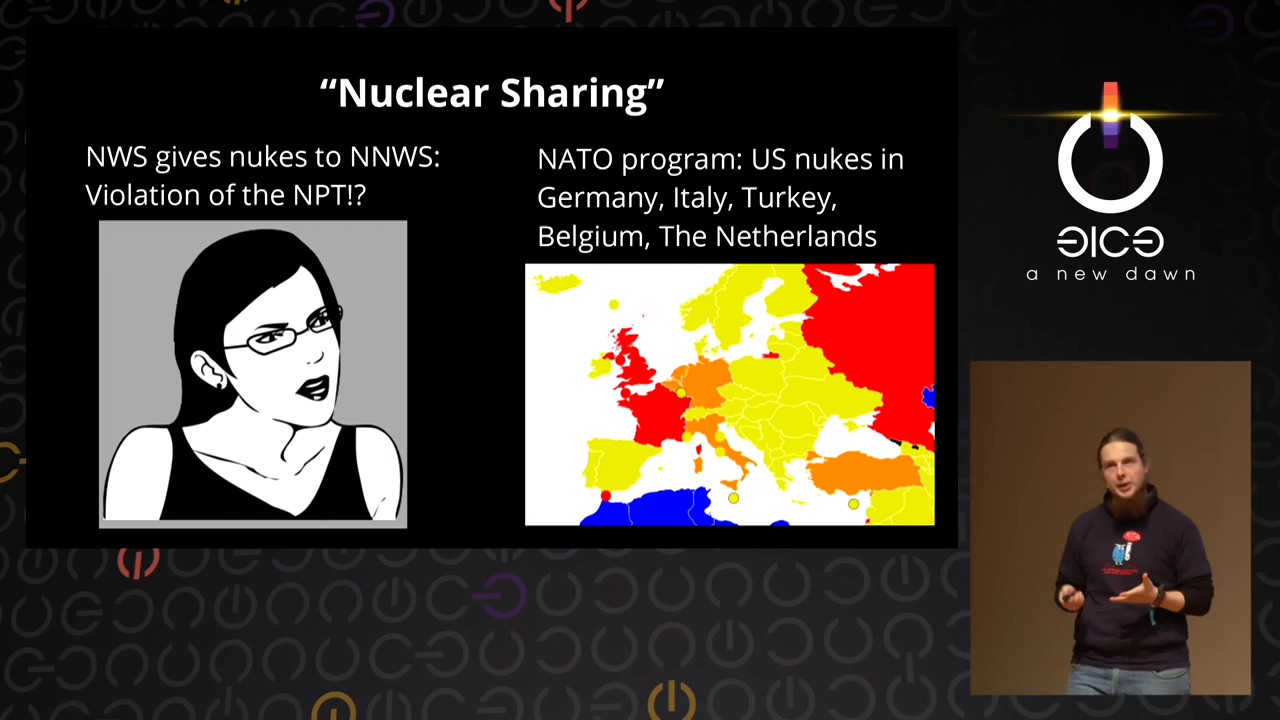 “Nuclear Sharing”
NWS gives nukes to NNWS:
Violation of the NPT!?
NATO program: US nukes in
Germany, Italy, Turkey,
Belgium, The Netherlands
a new dawn